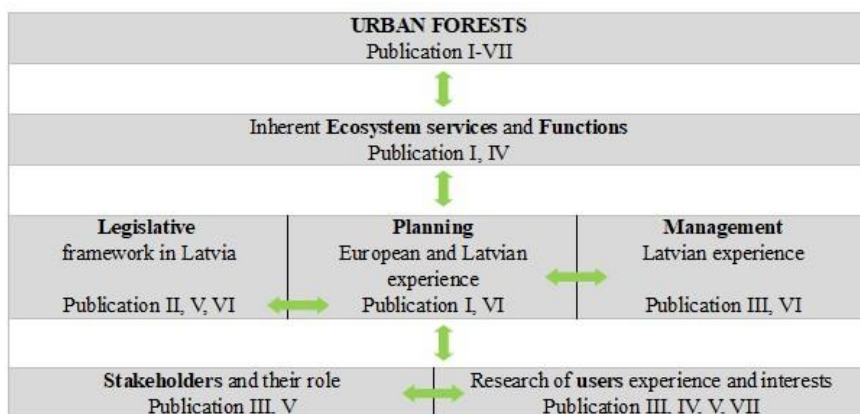 URBAN FORESTS
Publication I-VII
Inherent Ecosystem services and Functions
Publication I, IV
Legislative
framework in Latvia
Publication II, V, VI
Planning
European and Latvian
experience
Publication I, VI
Management
Latvian experience
Publication III, VI
Stakeholders and their role
Publication III, V
Research of users experience and interests
Publication III, IV, V, VII